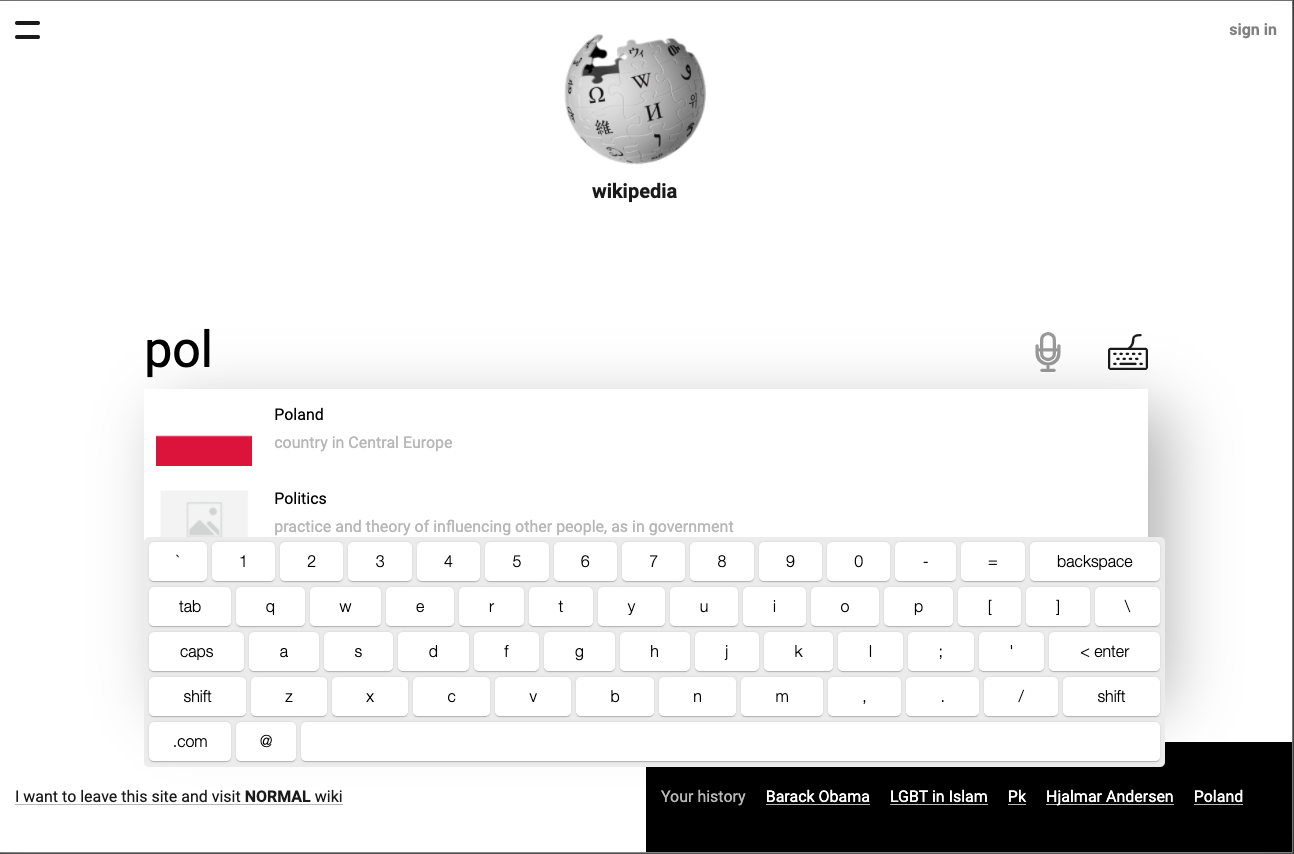 sign in
Ω W И 維
wikipedia
pol
Poland
country in Central Europe
Politics
practice and theory of influencing other people, as in government
` 1 2 3 4 5 6 7 8 9 0 - = backspace
tab q w e r t y u i o p [ ] \
caps a s d f g h j k l ; ' < enter
shift z x c v b n m , . / shift
.com @
I want to leave this site and visit NORMAL wiki
Your history Barack Obama LGBT in Islam Pk Hjalmar Andersen Poland